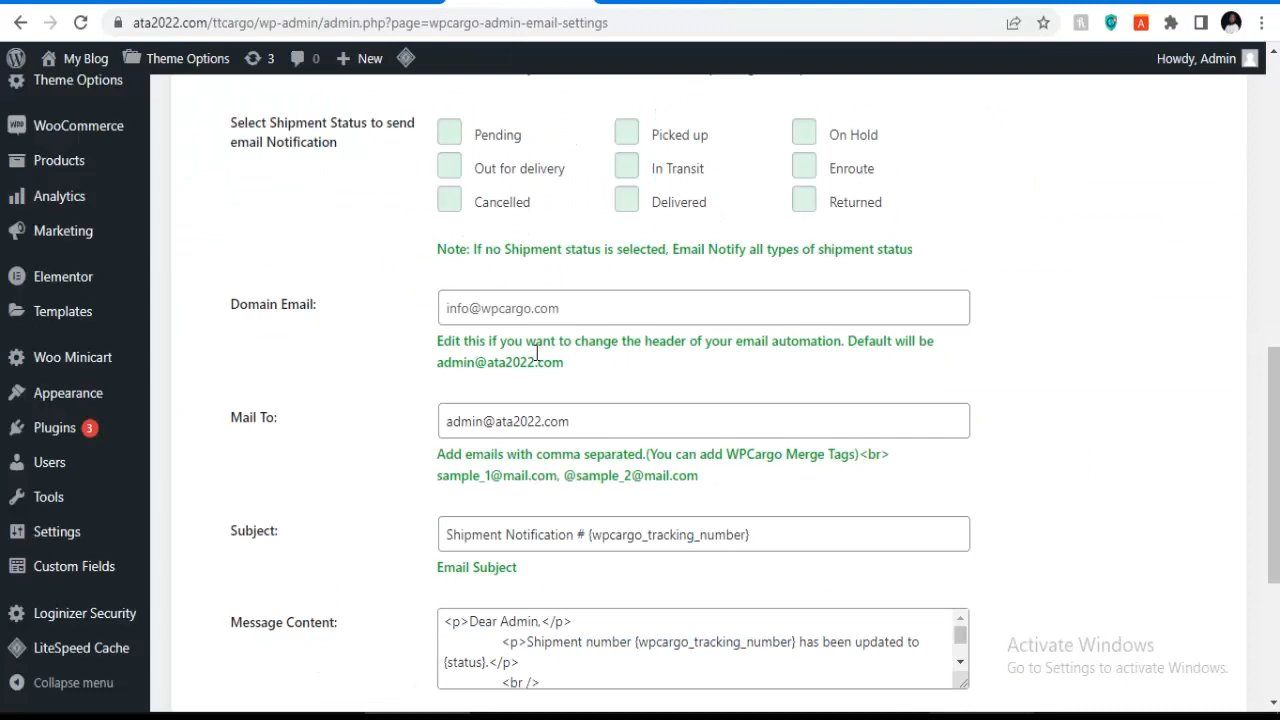 ata2022.com/ttcargo/wp-admin/admin.php?page=wpcargo-admin-email-settings
My Blog
Theme Options
3
0
New
Howdy, Admin
Theme Options
WooCommerce
Products
Analytics
Marketing
Elementor
Templates
Woo Minicart
Appearance
Plugins 3
Users
Tools
Settings
Custom Fields
Loginizer Security
LiteSpeed Cache
Collapse menu
Select Shipment Status to send
email Notification
Pending
Picked up
On Hold
Out for delivery
In Transit
Enroute
Cancelled
Delivered
Returned
Note: If no Shipment status is selected, Email Notify all types of shipment status
Domain Email:
info@wpcargo.com
Edit this if you want to change the header of your email automation. Default will be
admin@ata2022.com
Mail To:
admin@ata2022.com
Add emails with comma separated.(You can add WPCargo Merge Tags)<br>
sample_1@mail.com, @sample_2@mail.com
Subject:
Shipment Notification # {wpcargo_tracking_number}
Email Subject
Message Content:
<p>Dear Admin,</p>
<p>Shipment number {wpcargo_tracking_number} has been updated to
{status}.</p>
<br />
Activate Windows
Go to Settings to activate Windows.